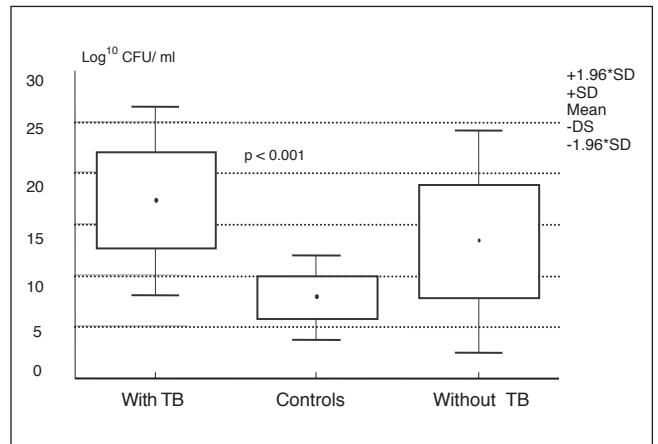 Log10 CFU/ ml
30
25
20
15
10
5
0
p < 0.001
+1.96*SD
+SD
Mean
-DS
-1.96*SD
With TB
Controls
Without TB